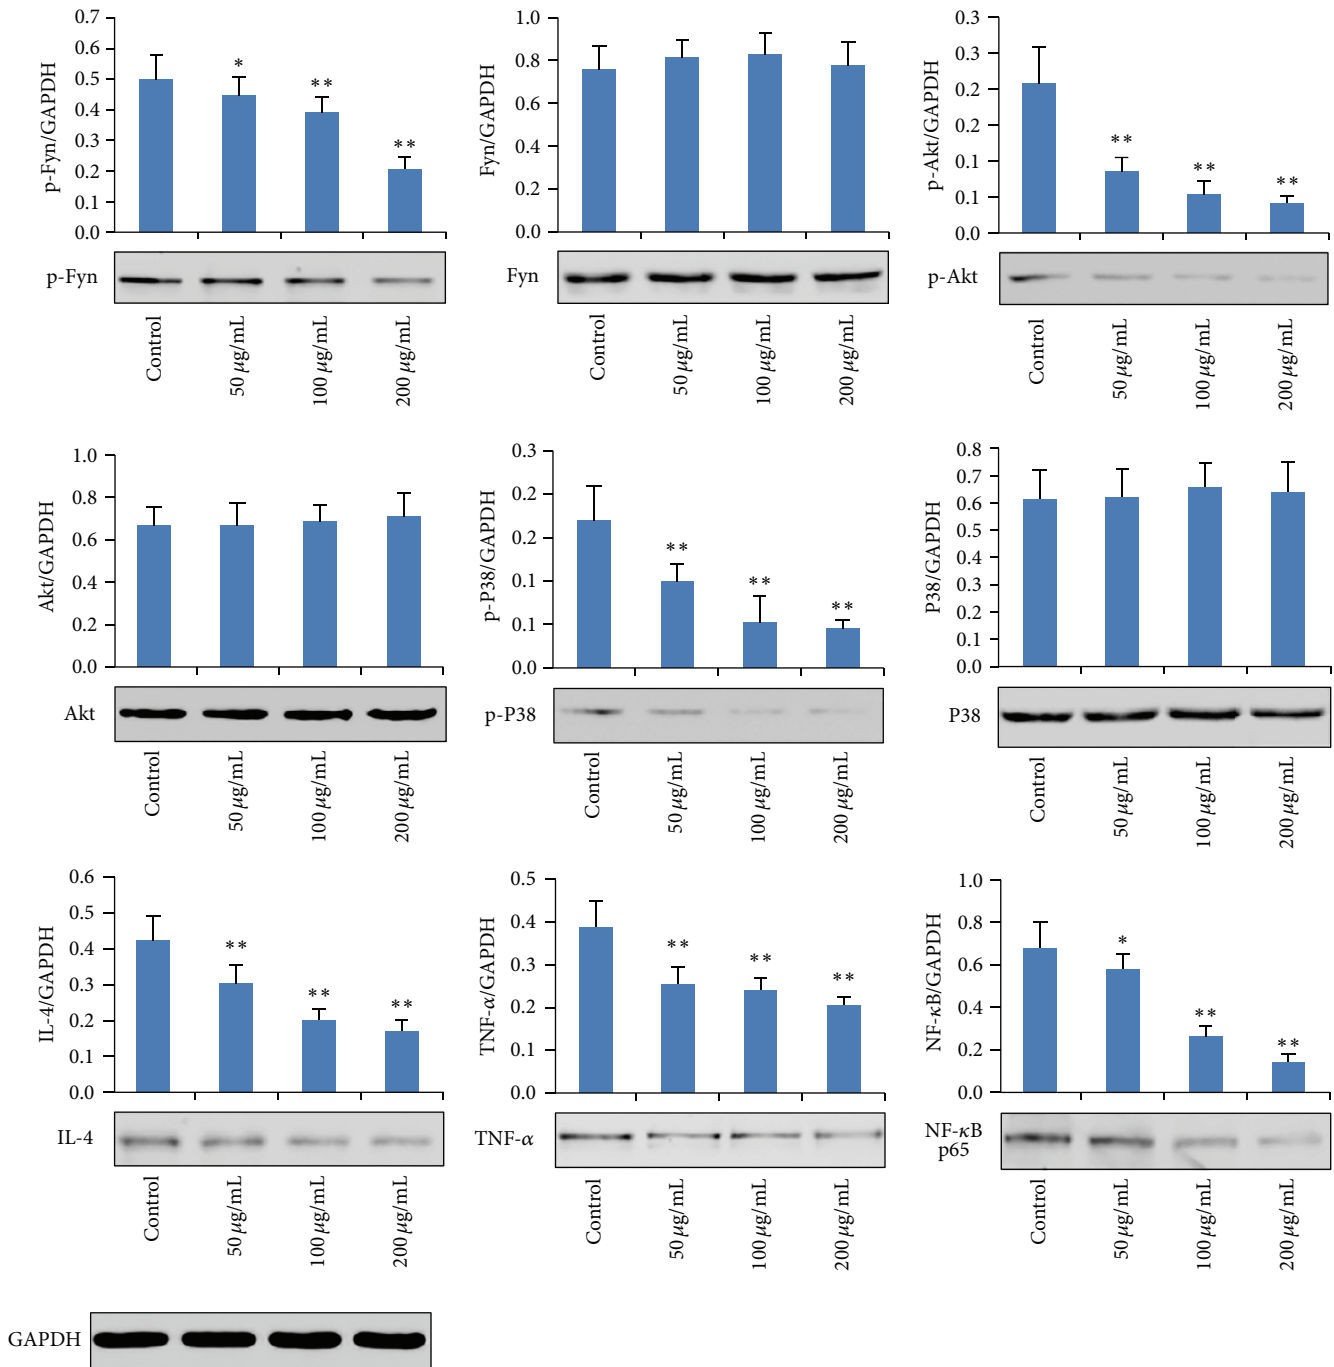 0.7
0.6
0.5
0.4
0.3
0.2
0.1
0.0
p-Fyn/GAPDH
*
**
**
p-Fyn
Control
50 µg/mL
100 µg/mL
200 µg/mL
1.0
0.8
0.6
0.4
0.2
0.0
Fyn/GAPDH
Fyn
Control
50 µg/mL
100 µg/mL
200 µg/mL
0.3
0.3
0.2
0.2
0.1
0.1
0.0
p-Akt/GAPDH
**
**
**
p-Akt
Control
50 µg/mL
100 µg/mL
200 µg/mL
1.0
0.8
0.6
0.4
0.2
0.0
Akt/GAPDH
Akt
Control
50 µg/mL
100 µg/mL
200 µg/mL
0.3
0.2
0.2
0.1
0.1
0.0
p-P38/GAPDH
**
**
**
p-P38
Control
50 µg/mL
100 µg/mL
200 µg/mL
0.8
0.7
0.6
0.5
0.4
0.3
0.2
0.1
0.0
P38/GAPDH
P38
Control
50 µg/mL
100 µg/mL
200 µg/mL
0.6
0.5
0.4
0.3
0.2
0.1
0.0
IL-4/GAPDH
**
**
**
IL-4
Control
50 µg/mL
100 µg/mL
200 µg/mL
0.5
0.4
0.3
0.2
0.1
0.0
TNF-α/GAPDH
**
**
**
TNF-α
Control
50 µg/mL
100 µg/mL
200 µg/mL
1.0
0.8
0.6
0.4
0.2
0.0
NF-κB/GAPDH
*
**
**
NF-κB
p65
Control
50 µg/mL
100 µg/mL
200 µg/mL
GAPDH